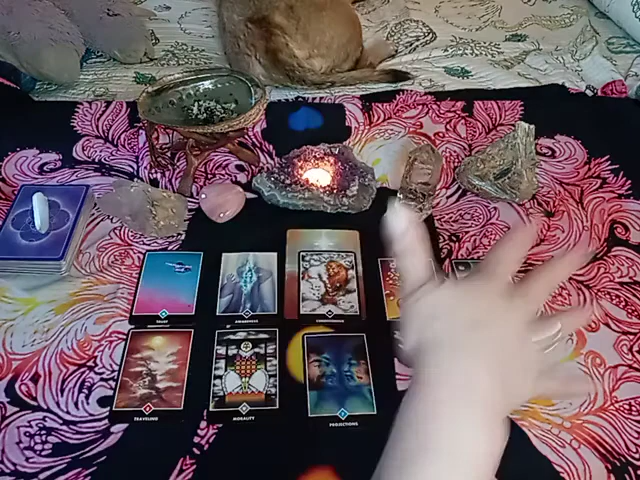 TRUST
AWARENESS
TRAVELING
MORALITY
PROJECTIONS